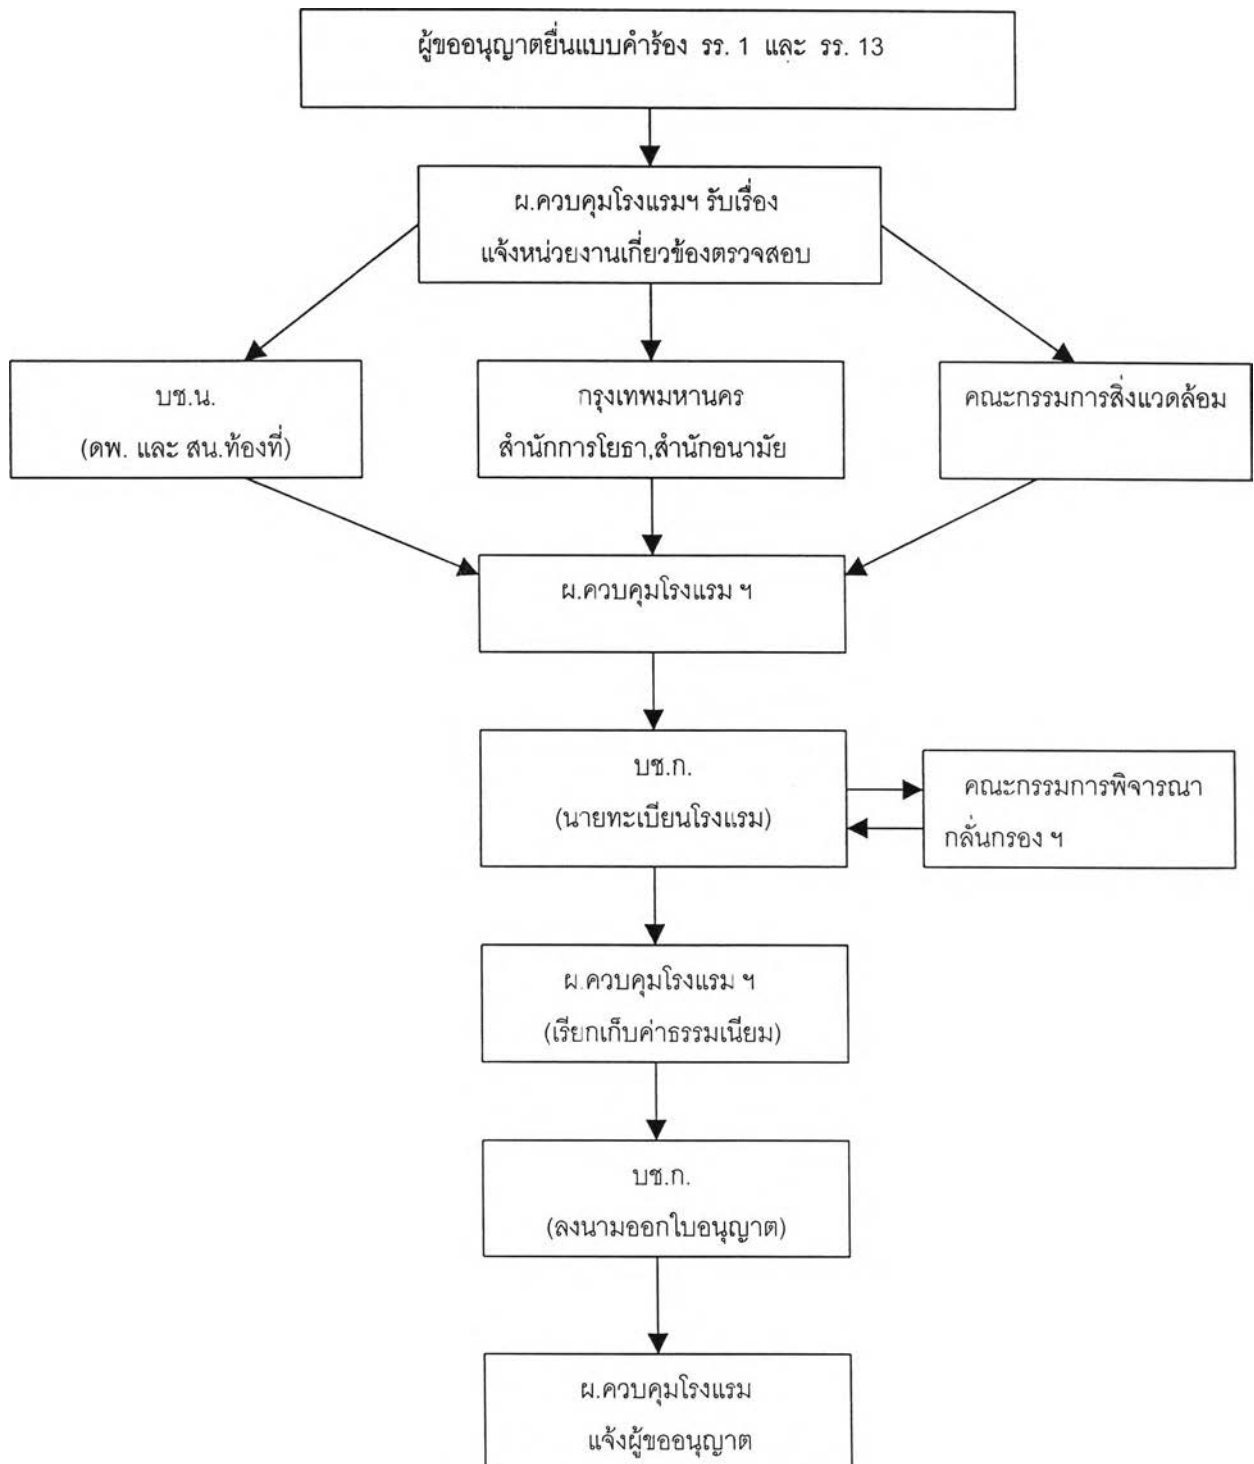 ผู้ขออนุญาตยื่นแบบคำร้อง รร. 1 และ รร. 13
ผ.ควบคุมโรงแรมฯ รับเรื่อง
แจ้งหน่วยงานเกี่ยวข้องตรวจสอบ
บช.น.
(ดพ. และ สน.ท้องที่)
กรุงเทพมหานคร
สำนักการโยธา,สำนักอนามัย
คณะกรรมการสิ่งแวดล้อม
ผ.ควบคุมโรงแรม ฯ
บช.ก.
(นายทะเบียนโรงแรม)
คณะกรรมการพิจารณา
กลั่นกรอง ฯ
ผ.ควบคุมโรงแรม ฯ
(เรียกเก็บค่าธรรมเนียม)
บช.ก.
(ลงนามออกใบอนุญาต)
ผ.ควบคุมโรงแรม
แจ้งผู้ขออนุญาต